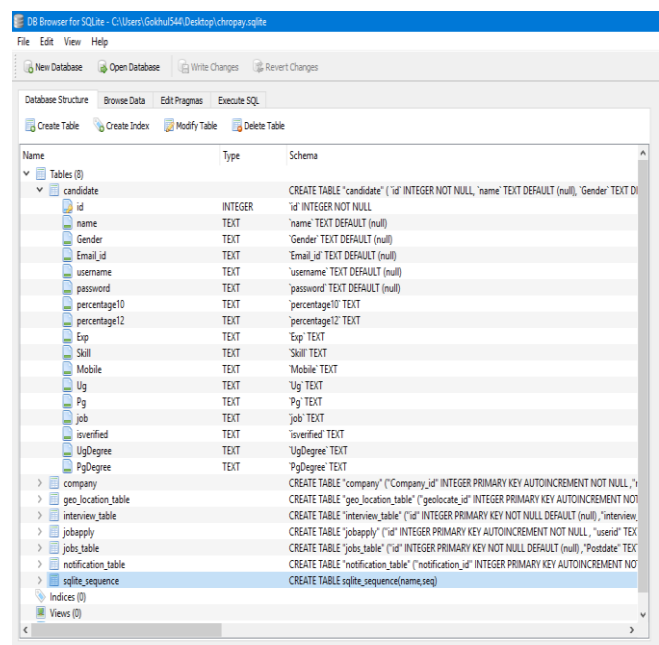 DB Browser for SQLite - C:\Users\Gokhul544\Desktop\chropay.sqlite
File Edit View Help
New Database Open Database Write Changes Revert Changes
Database Structure Browse Data Edit Pragmas Execute SQL
Create Table Create Index Modify Table Delete Table
Name Type Schema
Tables (8)
candidate CREATE TABLE "candidate" ( `id` INTEGER NOT NULL, `name` TEXT DEFAULT (null), `Gender` TEXT DE
id INTEGER `id` INTEGER NOT NULL
name TEXT `name` TEXT DEFAULT (null)
Gender TEXT `Gender` TEXT DEFAULT (null)
Email_id TEXT `Email_id` TEXT DEFAULT (null)
username TEXT `username` TEXT DEFAULT (null)
password TEXT `password` TEXT DEFAULT (null)
percentage10 TEXT `percentage10` TEXT
percentage12 TEXT `percentage12` TEXT
Exp TEXT `Exp` TEXT
Skill TEXT `Skill` TEXT
Mobile TEXT `Mobile` TEXT
Ug TEXT `Ug` TEXT
Pg TEXT `Pg` TEXT
job TEXT `job` TEXT
isverified TEXT `isverified` TEXT
UgDegree TEXT `UgDegree` TEXT
PgDegree TEXT `PgDegree` TEXT
company CREATE TABLE "company" ("Company_id" INTEGER PRIMARY KEY AUTOINCREMENT NOT NULL ,"
geo_location_table CREATE TABLE "geo_location_table" ("geolocate_id" INTEGER PRIMARY KEY AUTOINCREMENT NOT
interview_table CREATE TABLE "interview_table" ("id" INTEGER PRIMARY KEY NOT NULL DEFAULT (null) ,"interview_
jobapply CREATE TABLE "jobapply" ("id" INTEGER PRIMARY KEY AUTOINCREMENT NOT NULL , "userid" TEX
jobs_table CREATE TABLE "jobs_table" ("id" INTEGER PRIMARY KEY NOT NULL DEFAULT (null) ,"Postdate" TEX
notification_table CREATE TABLE "notification_table" ("notification_id" INTEGER PRIMARY KEY AUTOINCREMENT NO
sqlite_sequence CREATE TABLE sqlite_sequence(name,seq)
Indices (0)
Views (0)